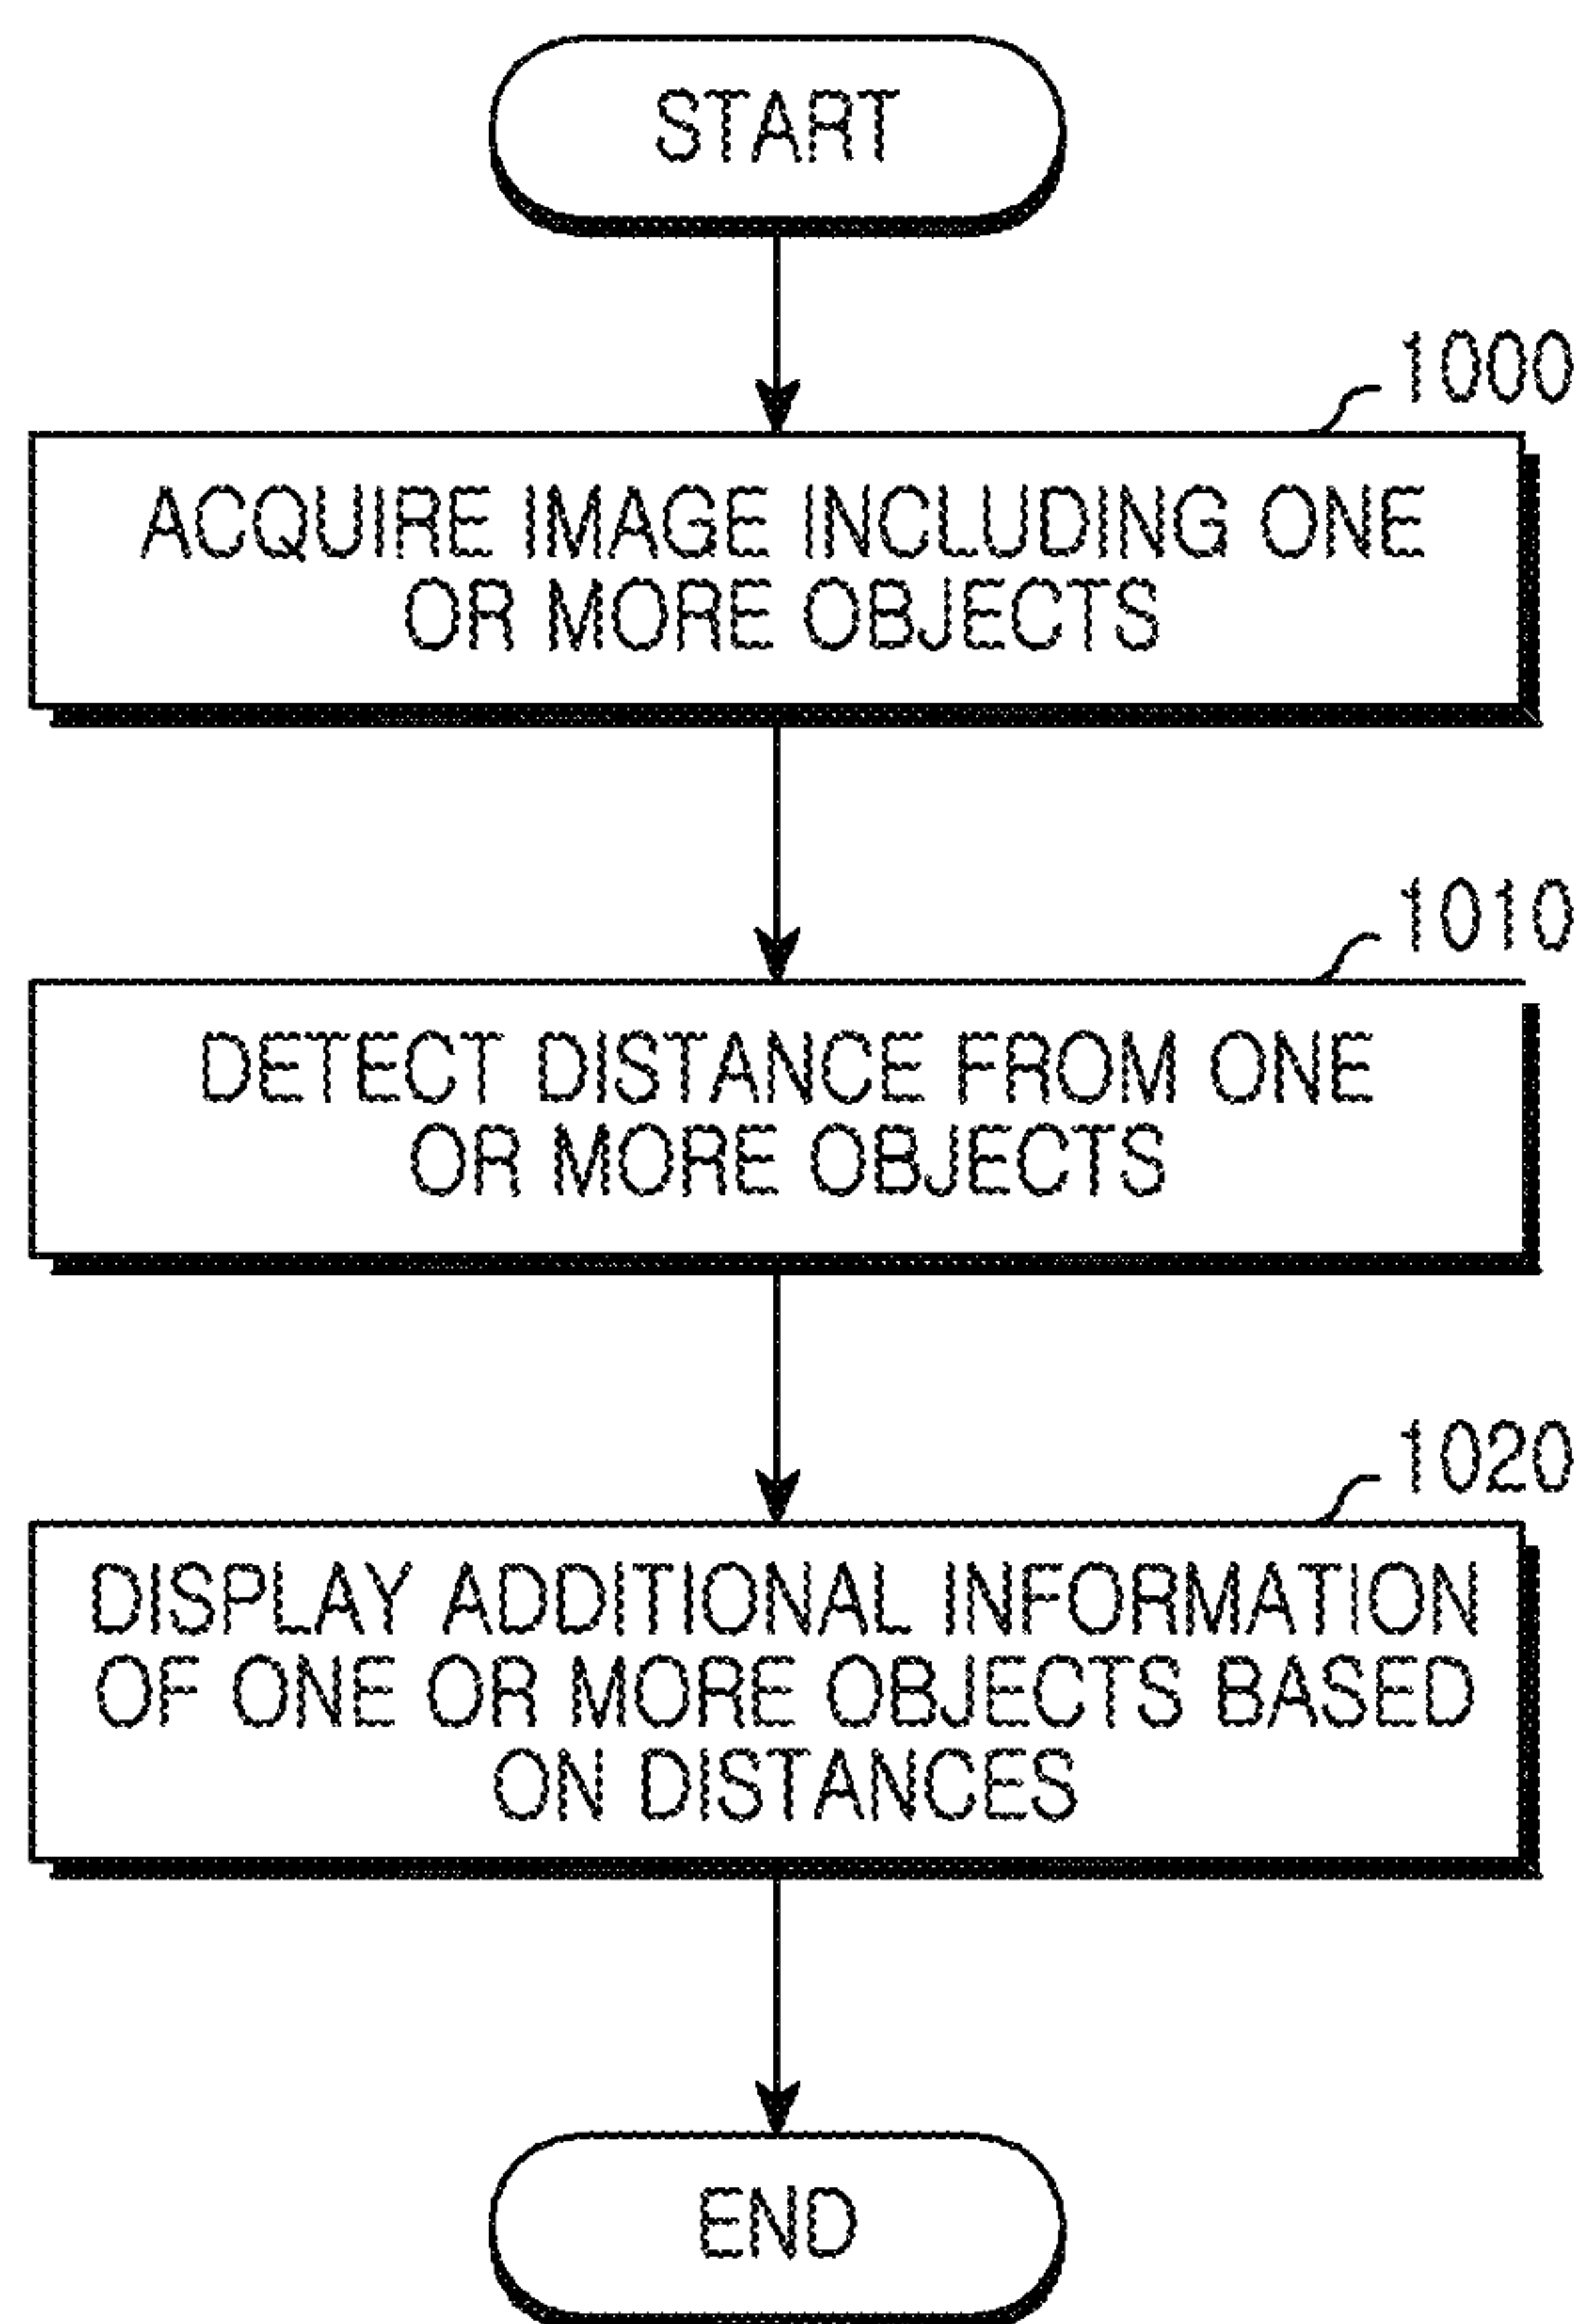 START
1000
ACQUIRE IMAGE INCLUDING ONE
OR MORE OBJECTS
1010
DETECT DISTANCE FROM ONE
OR MORE OBJECTS
1020
DISPLAY ADDITIONAL INFORMATION
OF ONE OR MORE OBJECTS BASED
ON DISTANCES
END